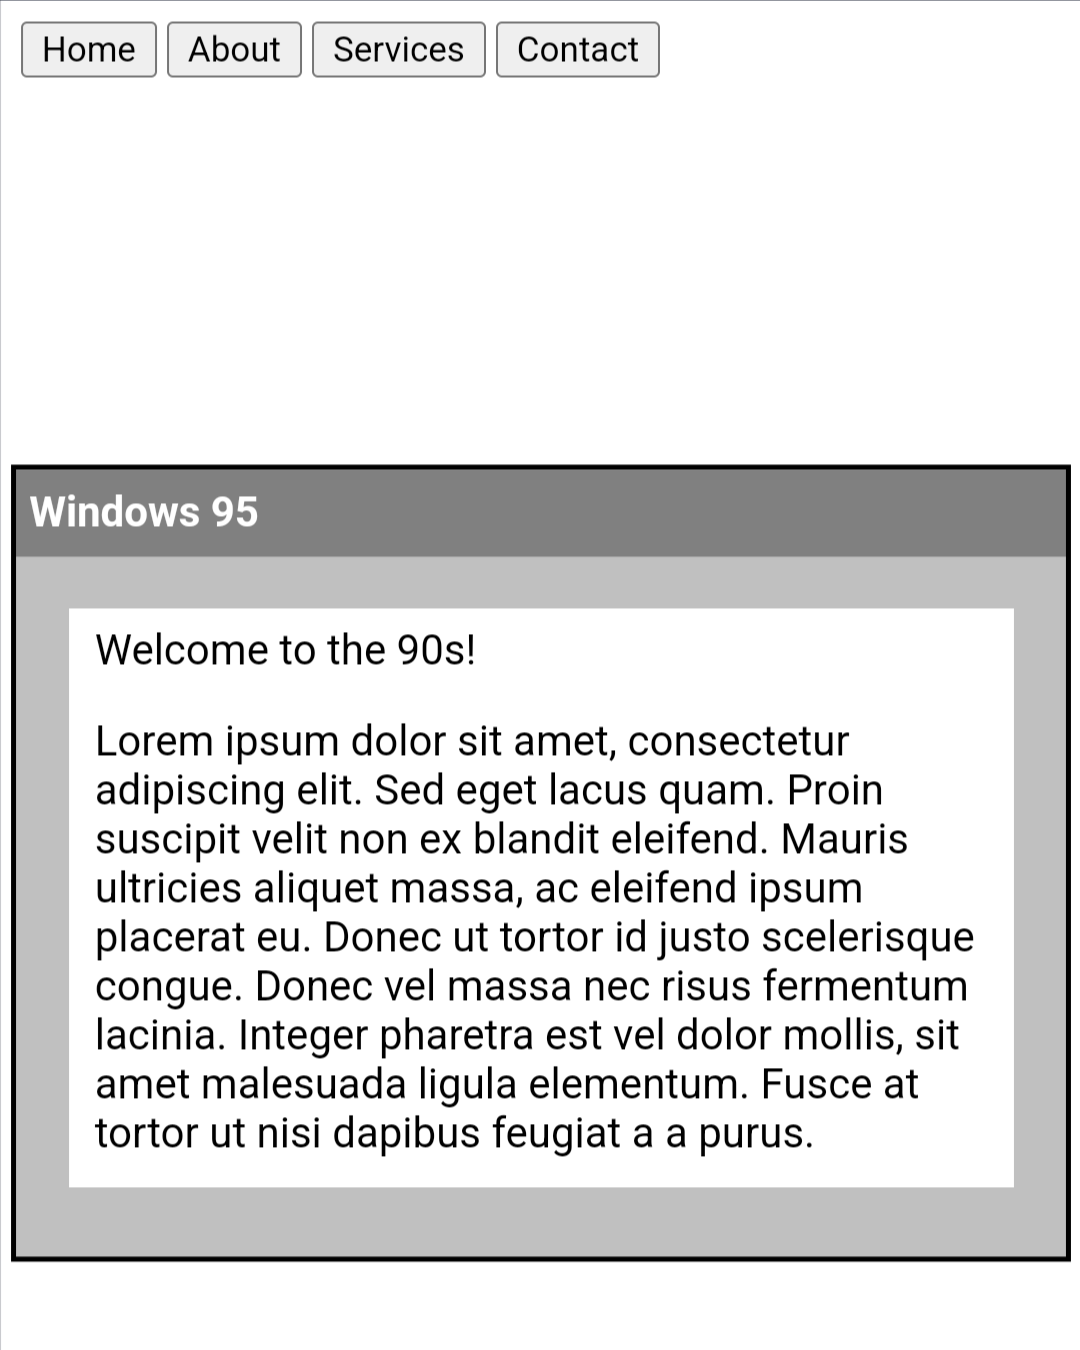 Home About Services Contact
Windows 95
Welcome to the 90s!
Lorem ipsum dolor sit amet, consectetur
adipiscing elit. Sed eget lacus quam. Proin
suscipit velit non ex blandit eleifend. Mauris
ultricies aliquet massa, ac eleifend ipsum
placerat eu. Donec ut tortor id justo scelerisque
congue. Donec vel massa nec risus fermentum
lacinia. Integer pharetra est vel dolor mollis, sit
amet malesuada ligula elementum. Fusce at
tortor ut nisi dapibus feugiat a a purus.